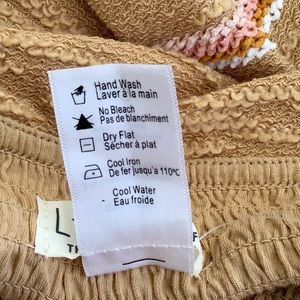 Hand Wash
Laver à la main
No Bleach
Pas de blanchiment
Dry Flat
Sécher à plat
Cool Iron
De fer jusqu'a 110°C
Cool Water
Eau froide
L
TH
F